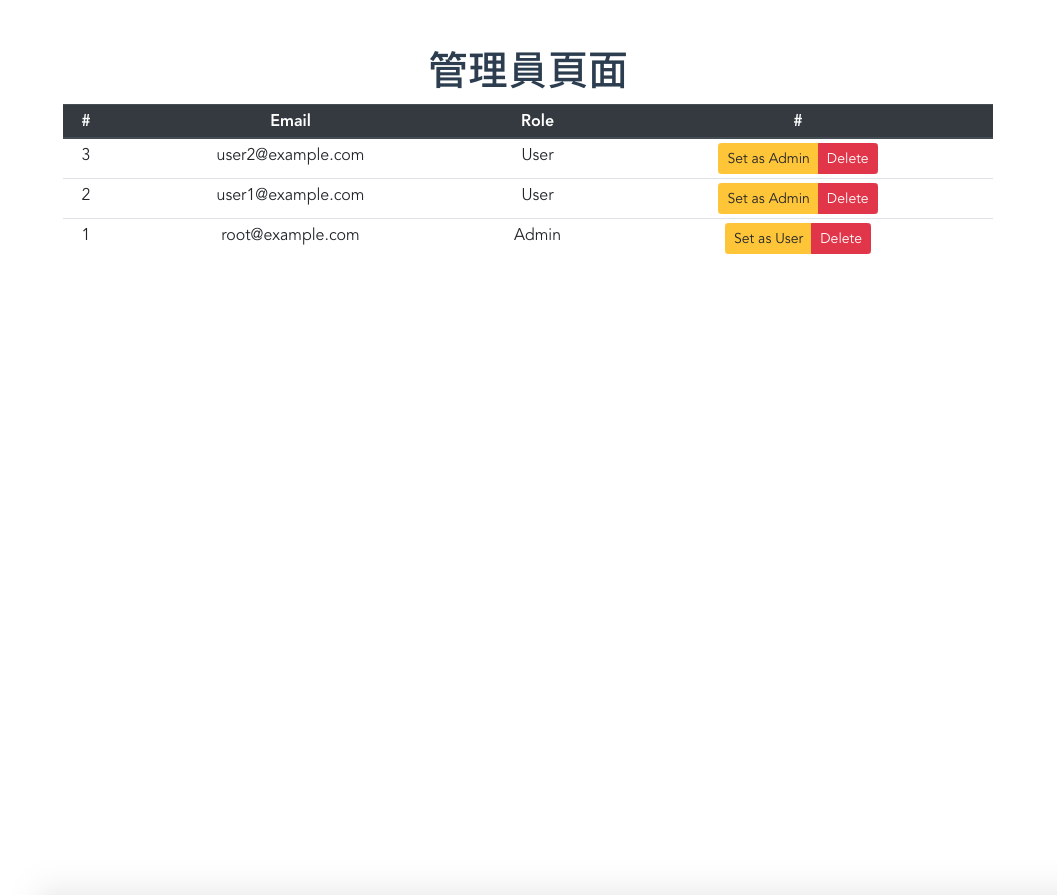 管理員頁面
# Email Role #
3 user2@example.com User Set as Admin Delete
2 user1@example.com User Set as Admin Delete
1 root@example.com Admin Set as User Delete